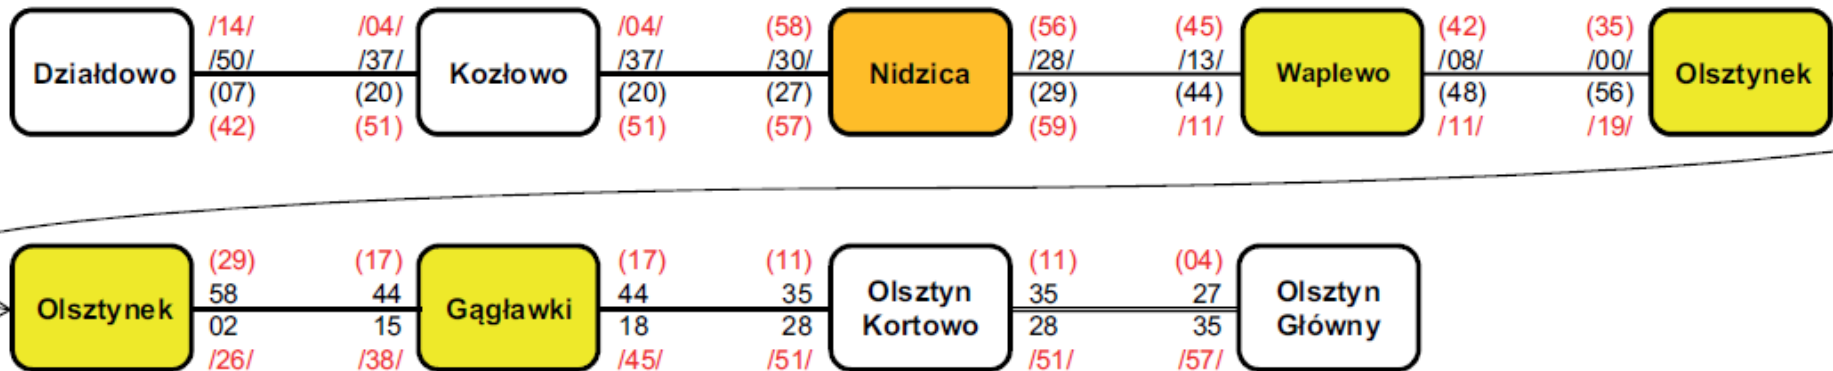 /14/ /04/ /04/ (58) (56) (45) (42) (35)
/50/ /37/ /37/ /30/ /28/ /13/ /08/ /00/
Działdowo Kozłowo Nidzica Waplewo Olsztynek
(07) (20) (20) (27) (29) (44) (48) (56)
(42) (51) (51) (57) (59) /11/ /11/ /19/
(29) (17) (17) (11) (11) (04)
58 44 44 35 35 27
Olsztynek Gągławki Olsztyn Kortowo Olsztyn Główny
02 15 18 28 28 35
/26/ /38/ /45/ /51/ /51/ /57/